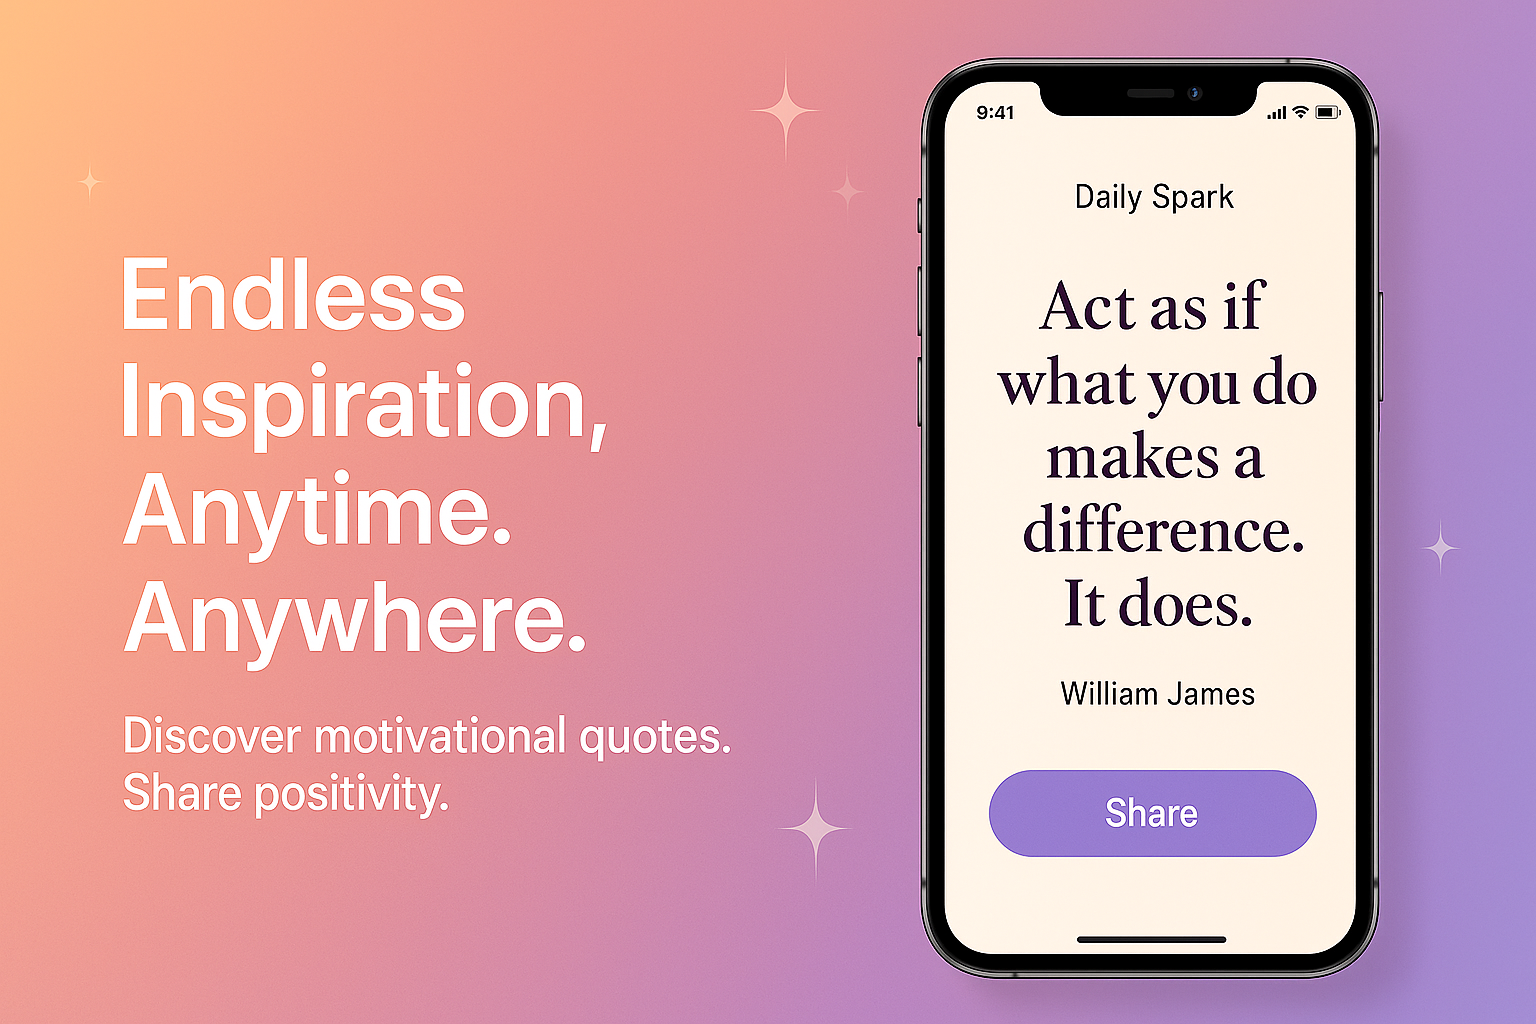 Endless
Inspiration,
Anytime.
Anywhere.
Discover motivational quotes.
Share positivity.
9:41
Daily Spark
Act as if
what you do
makes a
difference.
It does.
William James
Share